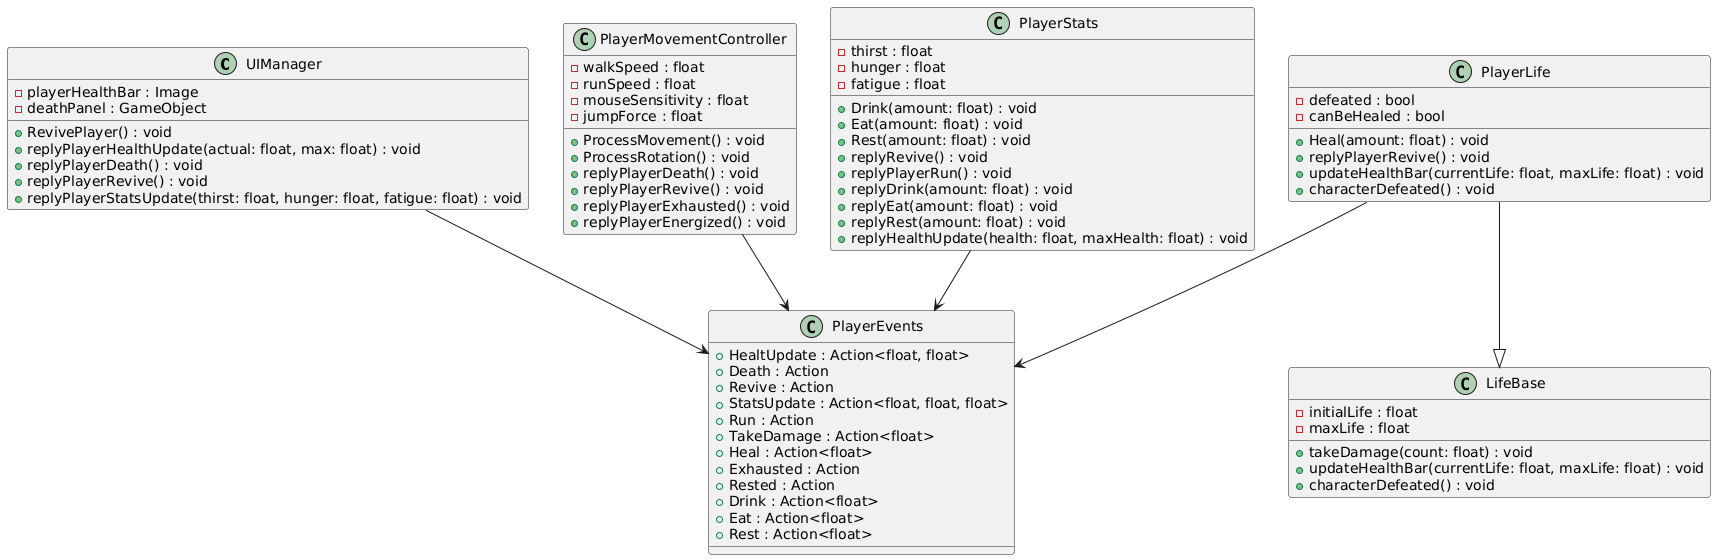 C UIManager
playerHealthBar : Image
deathPanel : GameObject
RevivePlayer() : void
replyPlayerHealthUpdate(actual: float, max: float) : void
replyPlayerDeath() : void
replyPlayerRevive() : void
replyPlayerStatsUpdate(thirst: float, hunger: float, fatigue: float) : void
C PlayerMovementController
walkSpeed : float
runSpeed : float
mouseSensitivity : float
jumpForce : float
ProcessMovement() : void
ProcessRotation() : void
replyPlayerDeath() : void
replyPlayerRevive() : void
replyPlayerExhausted() : void
replyPlayerEnergized() : void
C PlayerStats
thirst : float
hunger : float
fatigue : float
Drink(amount: float) : void
Eat(amount: float) : void
Rest(amount: float) : void
replyRevive() : void
replyPlayerRun() : void
replyDrink(amount: float) : void
replyEat(amount: float) : void
replyRest(amount: float) : void
replyHealthUpdate(health: float, maxHealth: float) : void
C PlayerLife
defeated : bool
canBeHealed : bool
Heal(amount: float) : void
replyPlayerRevive() : void
updateHealthBar(currentLife: float, maxLife: float) : void
characterDefeated() : void
C PlayerEvents
HealtUpdate : Action<float, float>
Death : Action
Revive : Action
StatsUpdate : Action<float, float, float>
Run : Action
TakeDamage : Action<float>
Heal : Action<float>
Exhausted : Action
Rested : Action
Drink : Action<float>
Eat : Action<float>
Rest : Action<float>
C LifeBase
initialLife : float
maxLife : float
takeDamage(count: float) : void
updateHealthBar(currentLife: float, maxLife: float) : void
characterDefeated() : void